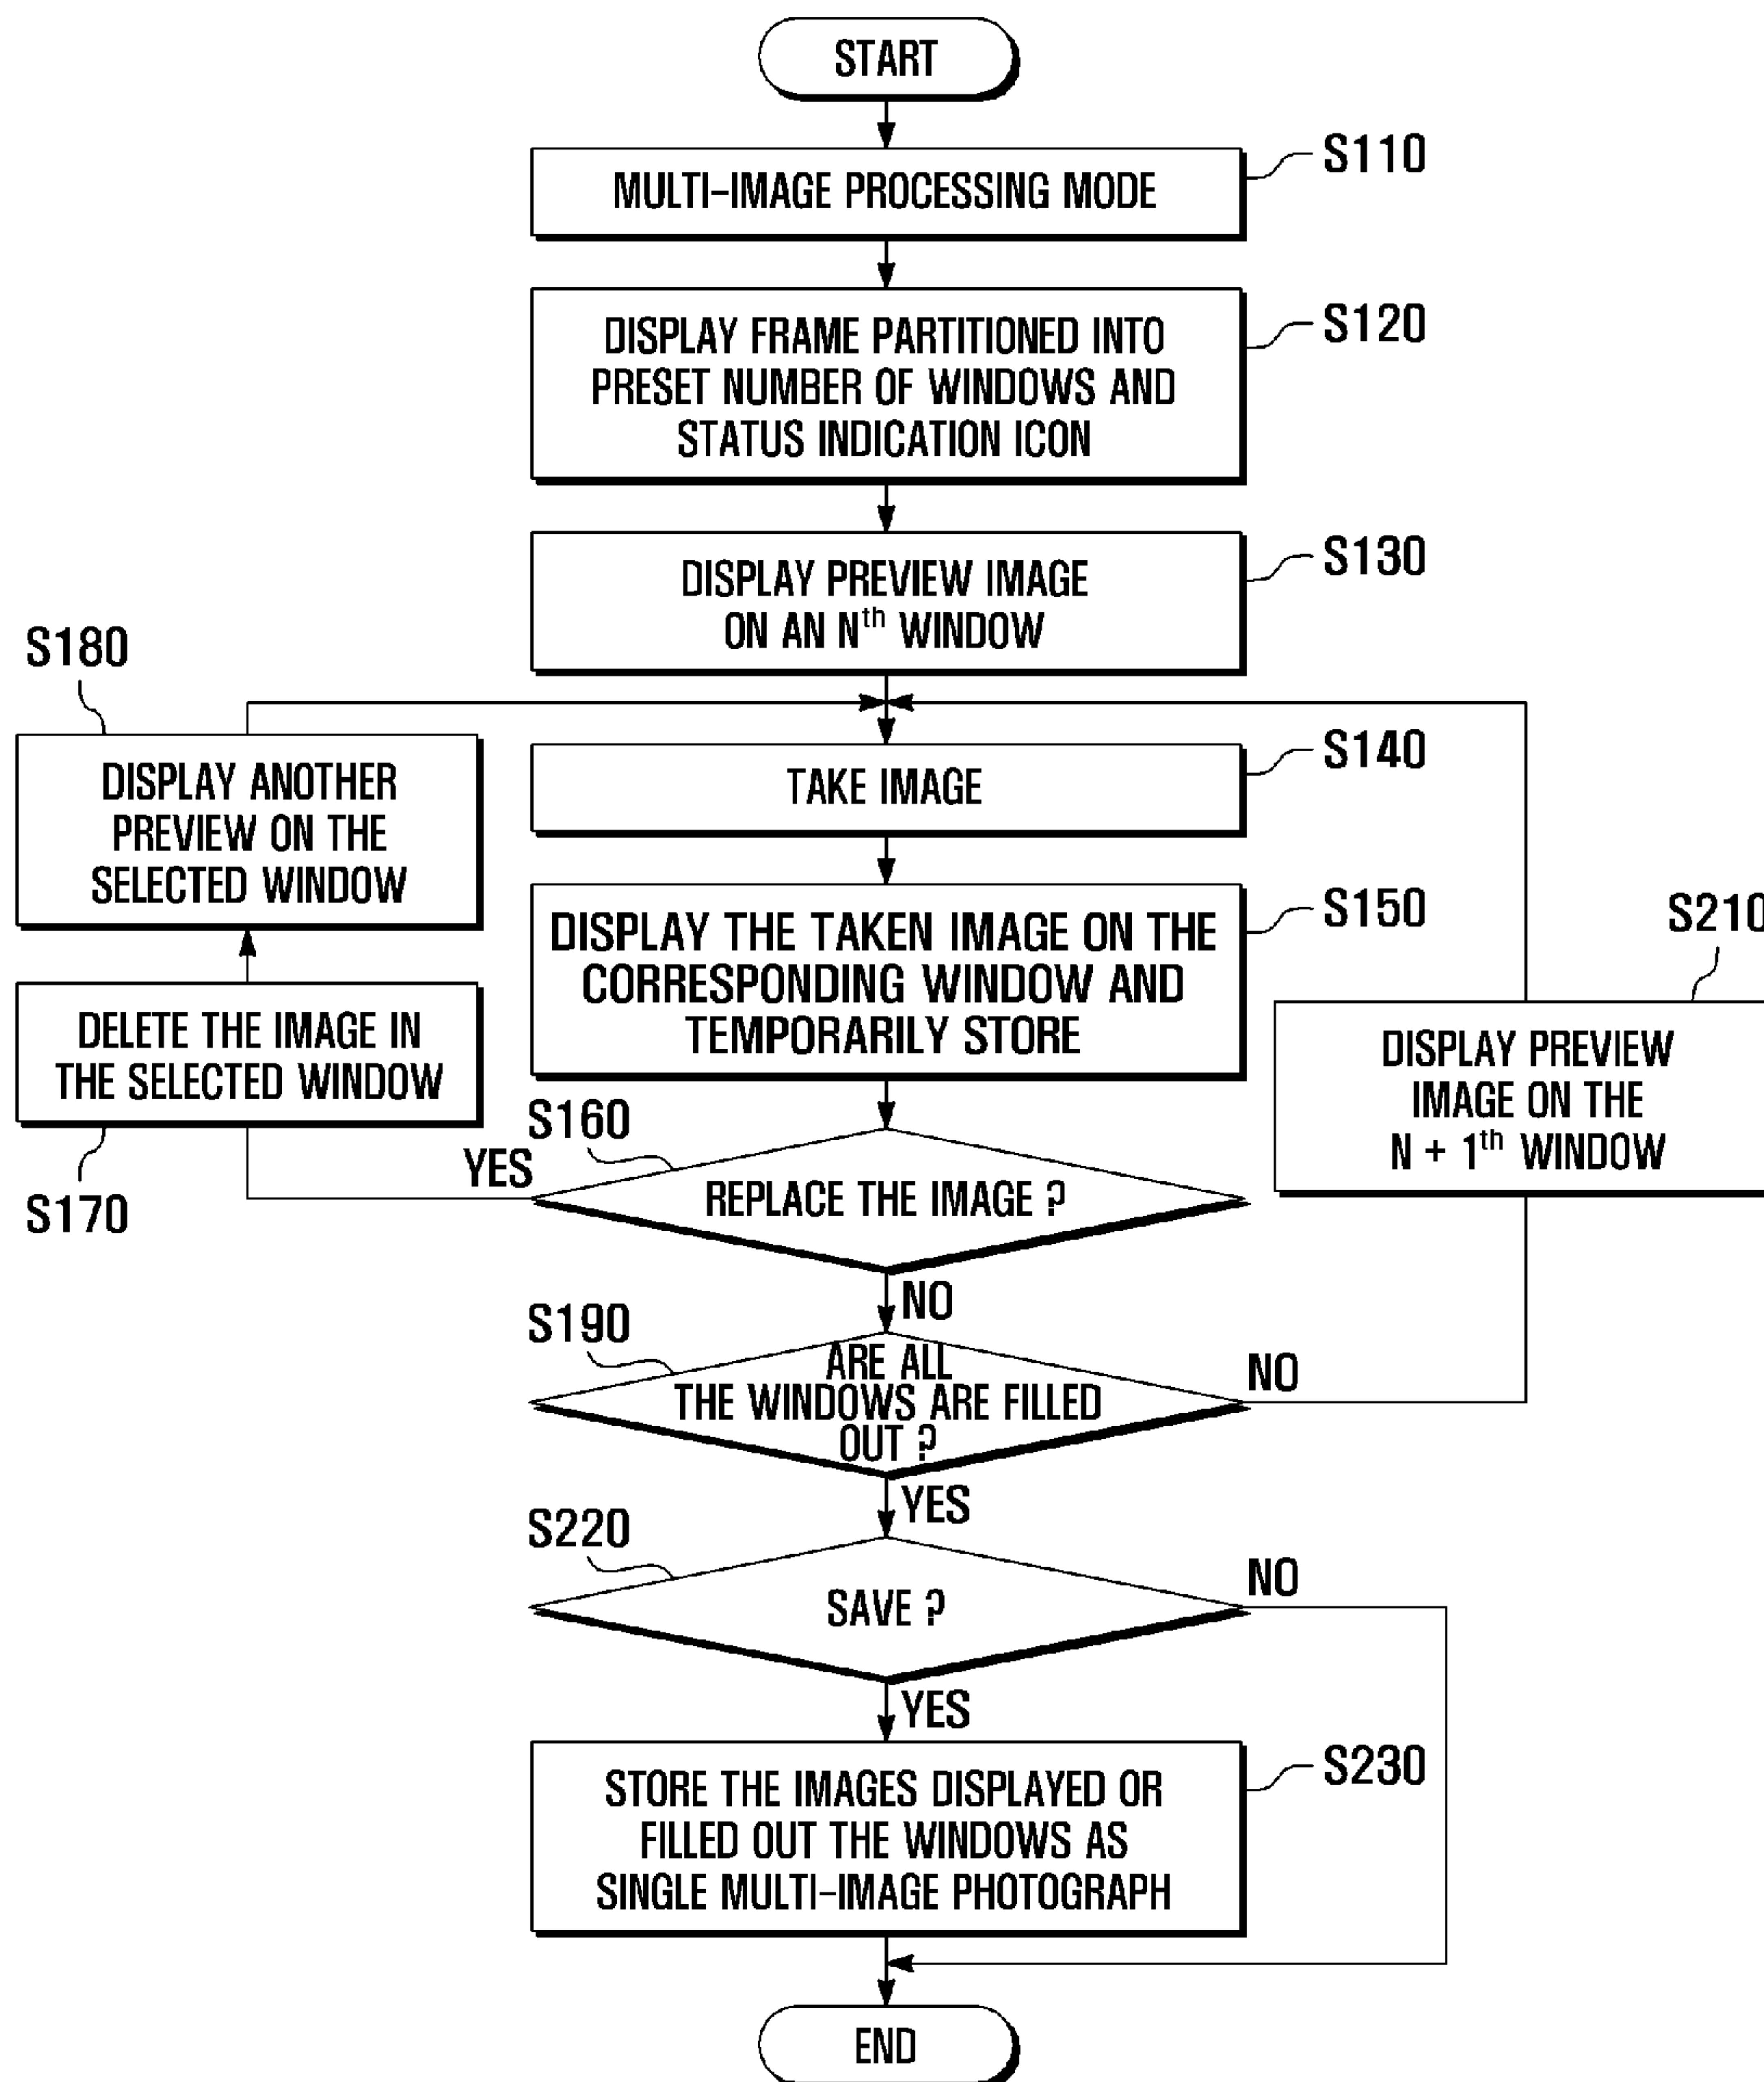 START
MULTI-IMAGE PROCESSING MODE
S110
DISPLAY FRAME PARTITIONED INTO
PRESET NUMBER OF WINDOWS AND
STATUS INDICATION ICON
S120
DISPLAY PREVIEW IMAGE
ON AN Nth WINDOW
S130
S180
DISPLAY ANOTHER
PREVIEW ON THE
SELECTED WINDOW
TAKE IMAGE
S140
DISPLAY THE TAKEN IMAGE ON THE
CORRESPONDING WINDOW AND
TEMPORARILY STORE
S150
S210
DELETE THE IMAGE IN
THE SELECTED WINDOW
S170
DISPLAY PREVIEW
IMAGE ON THE
N + 1th WINDOW
S160
YES
REPLACE THE IMAGE ?
NO
S190
ARE ALL
THE WINDOWS ARE FILLED
OUT ?
NO
YES
S220
SAVE ?
NO
YES
STORE THE IMAGES DISPLAYED OR
FILLED OUT THE WINDOWS AS
SINGLE MULTI-IMAGE PHOTOGRAPH
S230
END